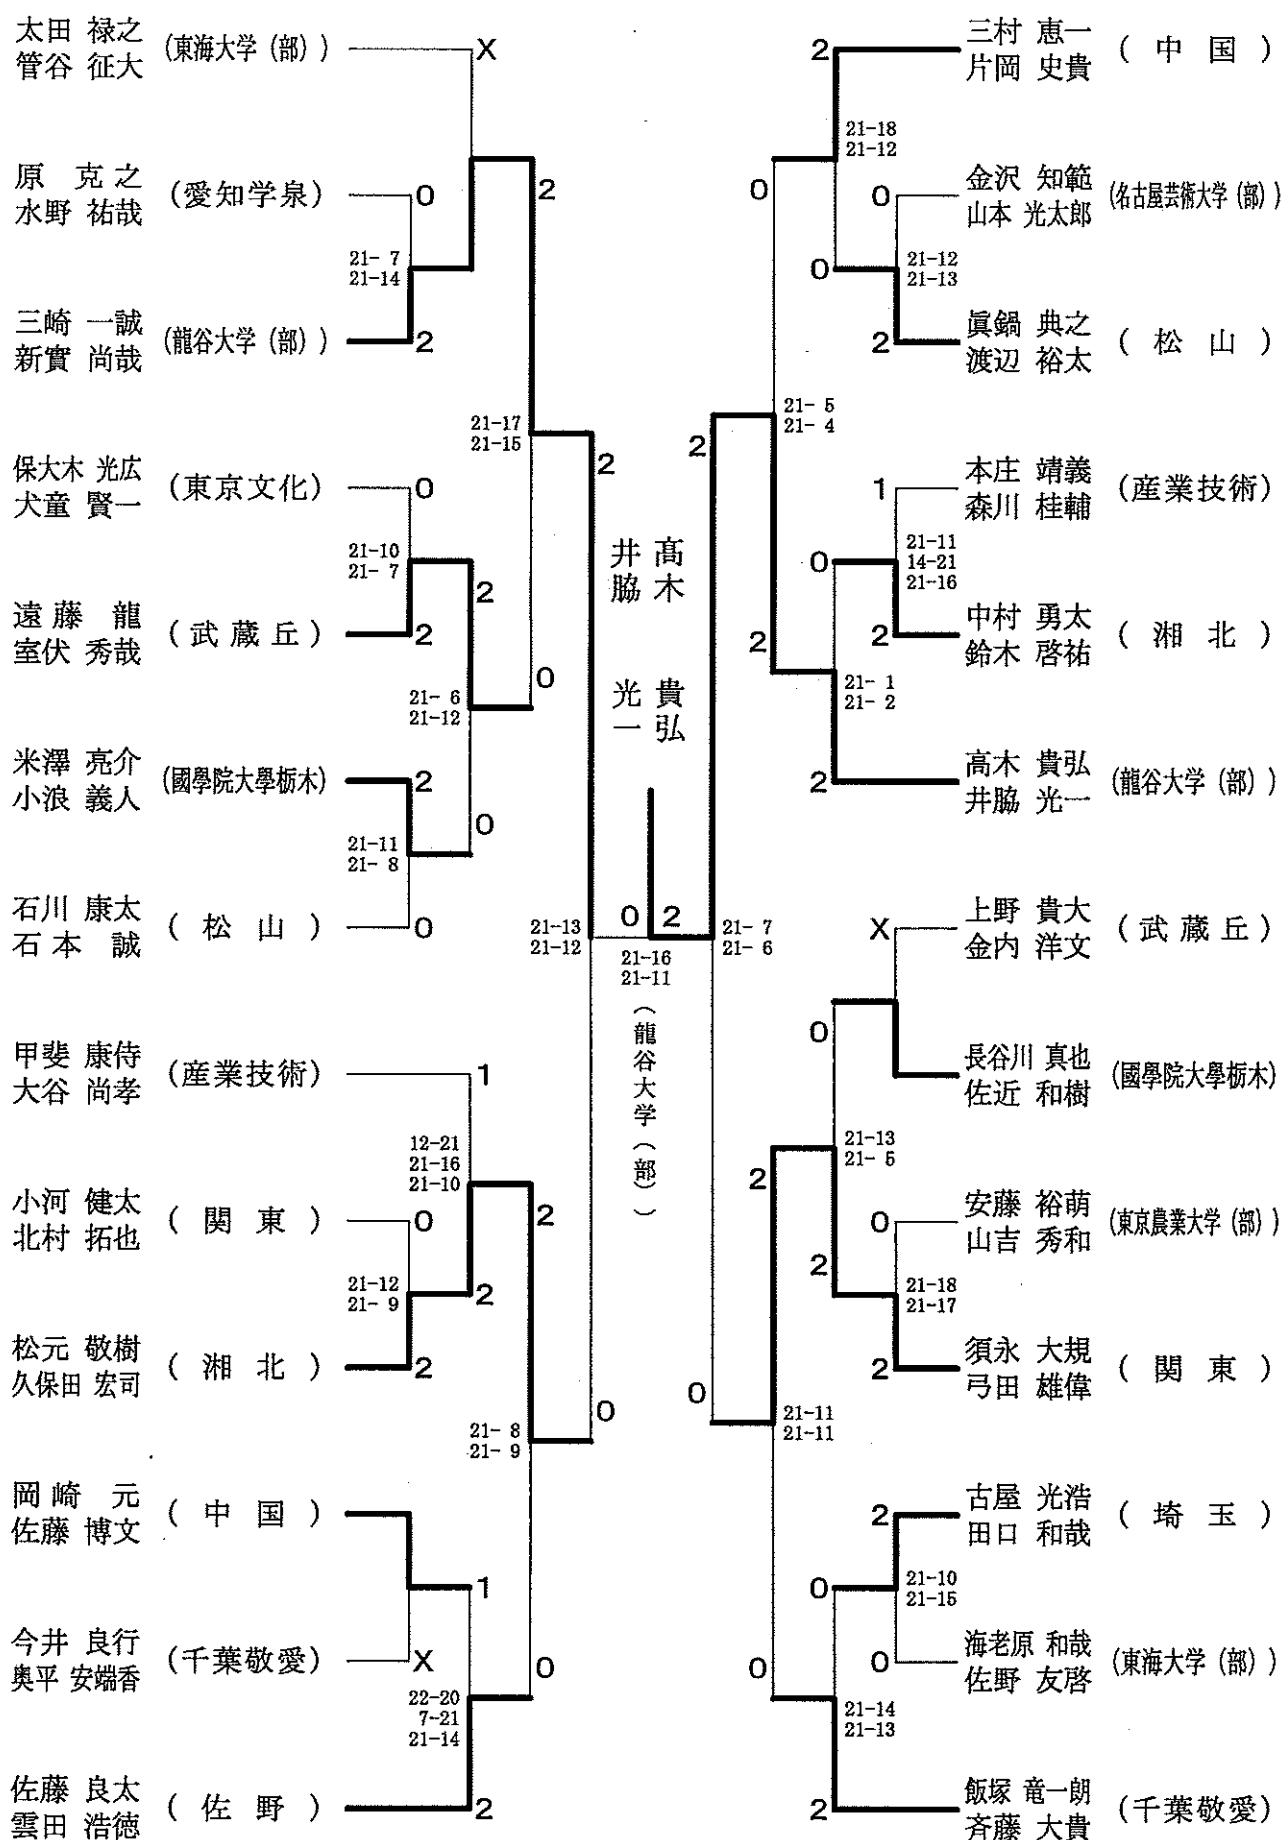 太田 禄之
管谷 征大
(東海大学(部))
X
原 克之
水野 祐哉
(愛知学泉)
0
21- 7
21-14
2
三崎 一誠
新實 尚哉
(龍谷大学(部))
2
21-17
21-15
2
保大木 光広
犬童 賢一
(東京文化)
0
21-10
21- 7
2
遠藤 龍
室伏 秀哉
(武蔵丘)
2
21- 6
21-12
0
米澤 亮介
小浪 義人
(國學院大學栃木)
2
0
21-11
21- 8
石川 康太
石本 誠
(松山)
0
21-13
21-12
甲斐 康侍
大谷 尚孝
(産業技術)
1
12-21
21-16
21-10
2
小河 健太
北村 拓也
(関東)
0
21-12
21- 9
2
松元 敬樹
久保田 宏司
(湘北)
2
21- 8
21- 9
0
岡崎 元
佐藤 博文
(中国)
1
今井 良行
奥平 安端香
(千葉敬愛)
X
0
22-20
7-21
21-14
佐藤 良太
雲田 浩徳
(佐野)
2
髙木 貴弘
井脇 光一
0
2
21-16
21-11
(龍谷大学(部))
2
三村 恵一
片岡 史貴
(中国)
21-18
21-12
0
0
金沢 知範
山本 光太郎
(名古屋芸術大学(部))
0
21-12
21-13
2
眞鍋 典之
渡辺 裕太
(松山)
21- 5
21- 4
2
1
本庄 靖義
森川 桂輔
(産業技術)
0
21-11
14-21
21-16
2
2
中村 勇太
鈴木 啓祐
(湘北)
21- 1
21- 2
2
髙木 貴弘
井脇 光一
(龍谷大学(部))
21- 7
21- 6
X
上野 貴大
金内 洋文
(武蔵丘)
0
長谷川 真也
佐近 和樹
(國學院大學栃木)
21-13
21- 5
2
0
安藤 裕萌
山吉 秀和
(東京農業大学(部))
2
21-18
21-17
2
須永 大規
弓田 雄偉
(関東)
0
21-11
21-11
2
古屋 光浩
田口 和哉
(埼玉)
0
21-10
21-15
0
0
海老原 和哉
佐野 友啓
(東海大学(部))
21-14
21-13
2
飯塚 竜一朗
斉藤 大貴
(千葉敬愛)